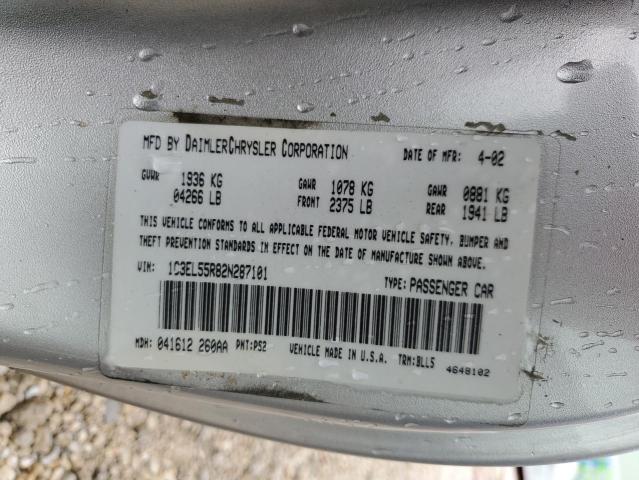 MFD BY DAIMLERCHRYSLER CORPORATION DATE OF MFR: 4-02
GVWR 1936 KG GAWR 1078 KG GAWR 0881 KG
04266 LB FRONT 2375 LB REAR 1941 LB
THIS VEHICLE CONFORMS TO ALL APPLICABLE FEDERAL MOTOR VEHICLE SAFETY, BUMPER AND
THEFT PREVENTION STANDARDS IN EFFECT ON THE DATE OF MANUFACTURE SHOWN ABOVE.
VIN: 1C3EL55R82N287101 TYPE: PASSENGER CAR
MDH: 041612 260AA PNT:PS2 VEHICLE MADE IN U.S.A. TRM:BLL5
4648102